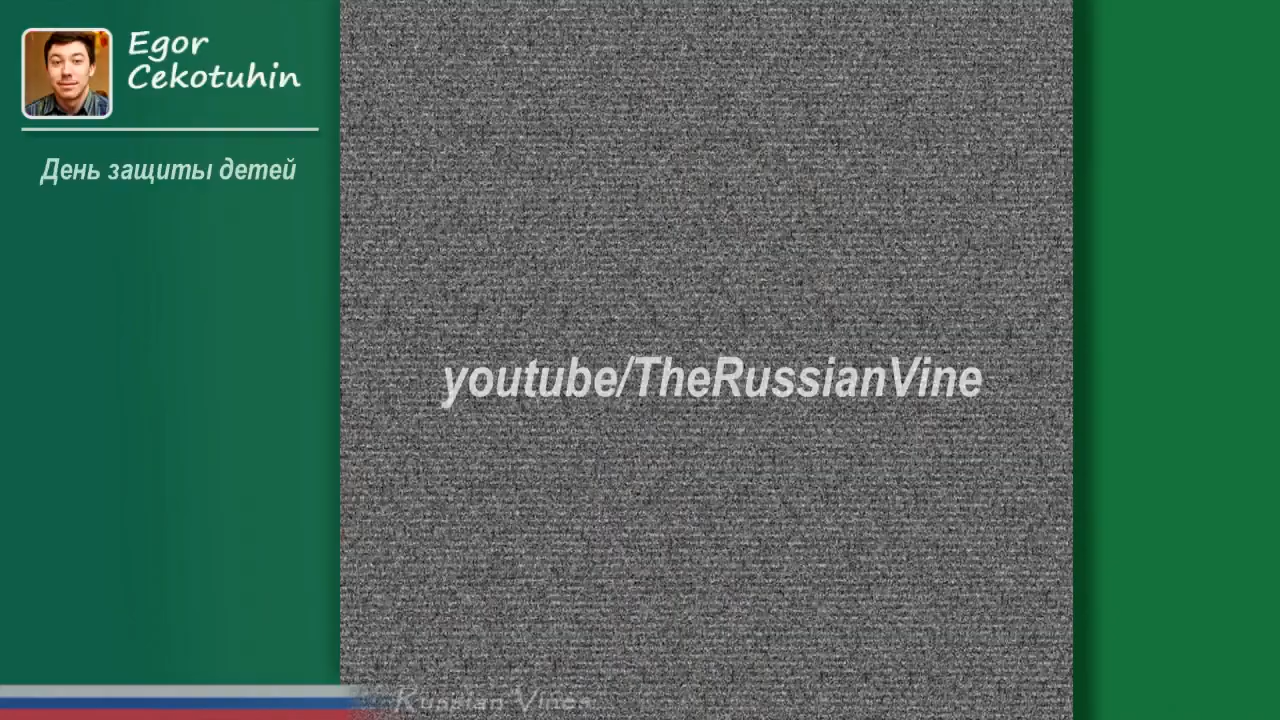 Egor
Cekotuhin
День защиты детей
youtube/TheRussianVine
Russian Vines